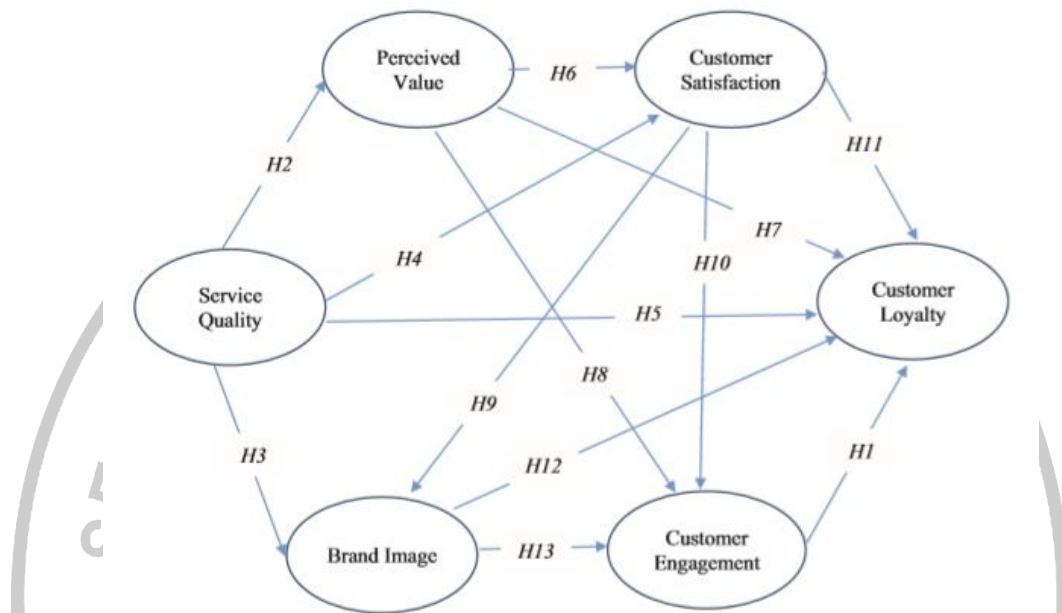 Perceived
Value
H6
Customer
Satisfaction
H2
H11
H4
H7
H10
Service
Quality
H5
Customer
Loyalty
H8
H9
H3
H12
H1
Brand Image
H13
Customer
Engagement